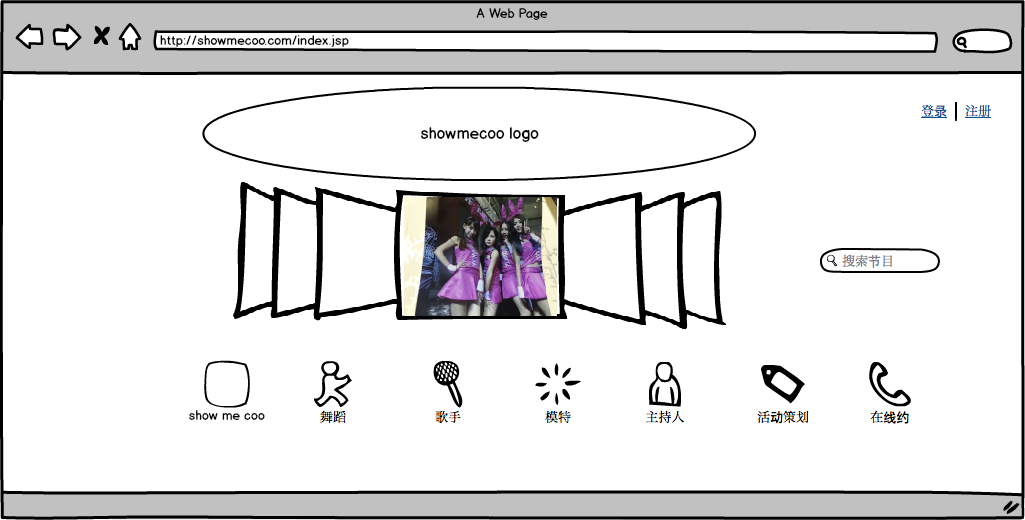 A Web Page
http://showmecoo.com/index.jsp
登录 注册
showmecoo logo
搜索节目
show me coo 舞蹈 歌手 模特 主持人 活动策划 在线约